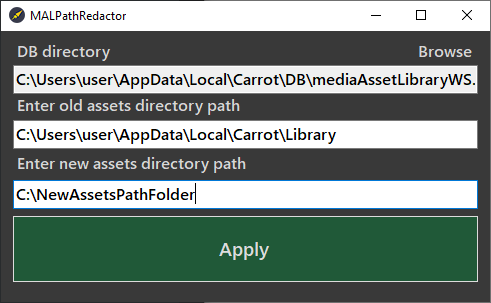 MALPathRedactor
DB directory Browse
C:\Users\user\AppData\Local\Carrot\DB\mediaAssetLibraryWS.
Enter old assets directory path
C:\Users\user\AppData\Local\Carrot\Library
Enter new assets directory path
C:\NewAssetsPathFolder
Apply